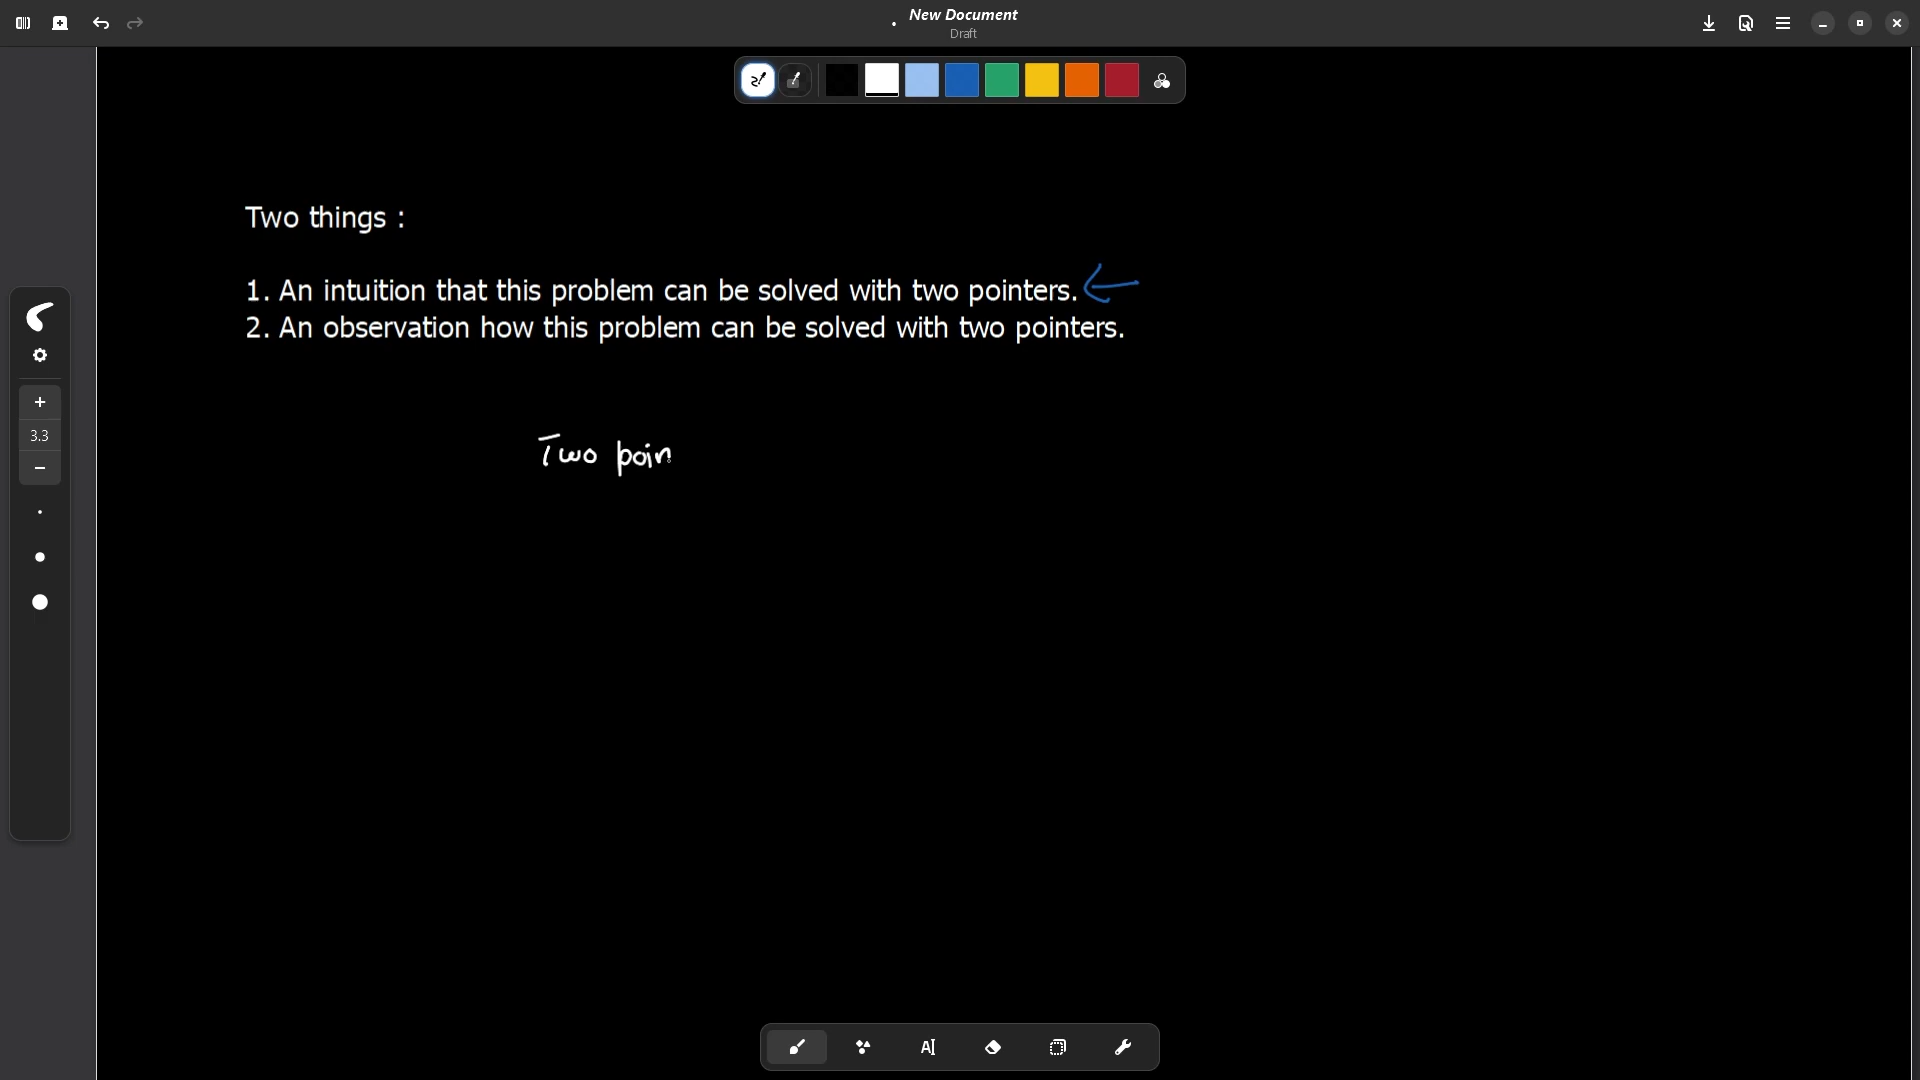 New Document
Draft
Two things :
1. An intuition that this problem can be solved with two pointers.
2. An observation how this problem can be solved with two pointers.
3.3
Two poin